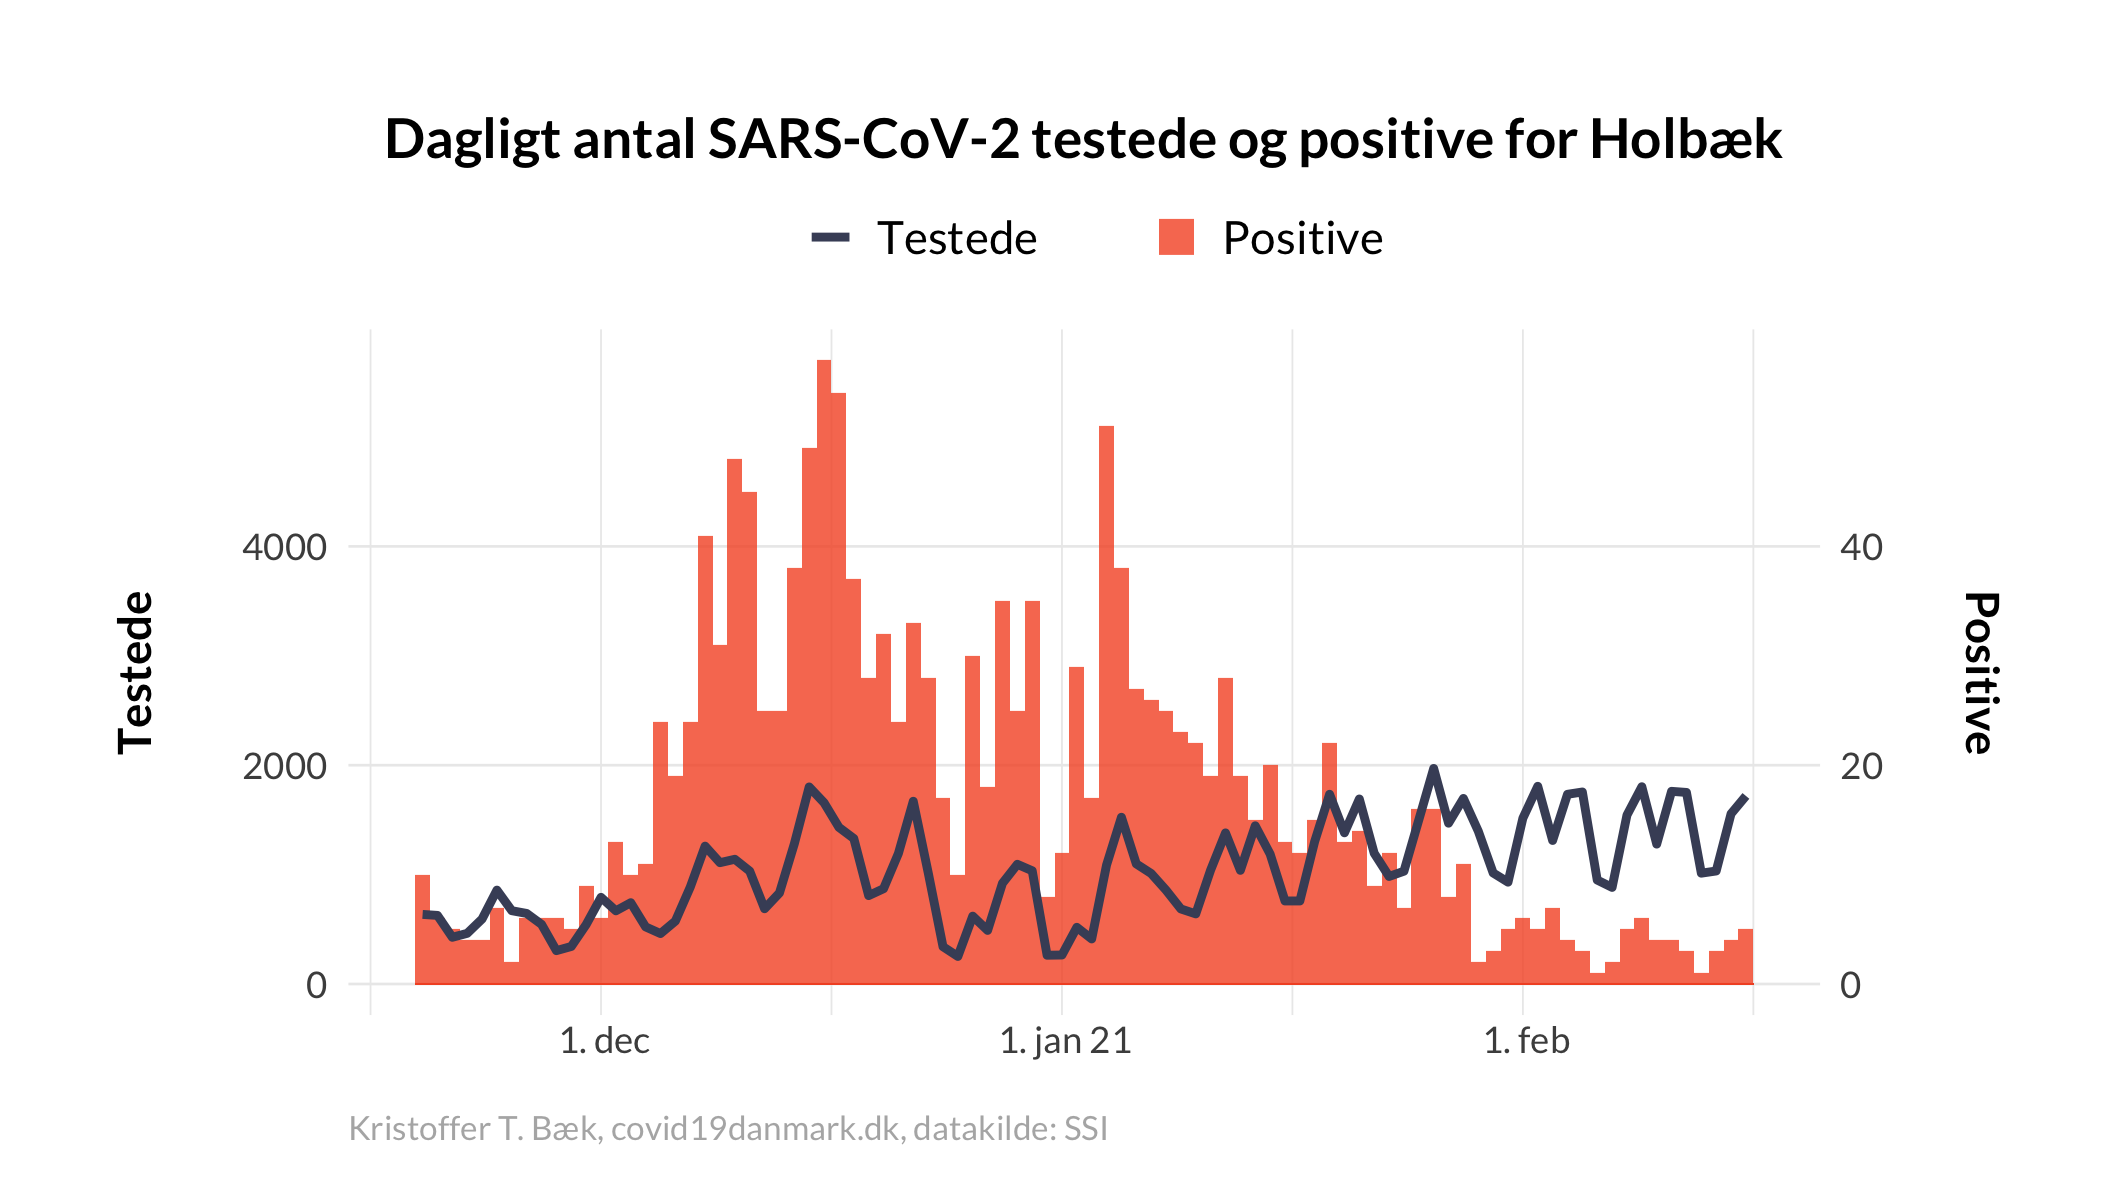 Dagligt antal SARS-CoV-2 testede og positive for Holbæk
Testede
Positive
4000
2000
0
Testede
40
20
0
Positive
1. dec
1. jan 21
1. feb
Kristoffer T. Bæk, covid19danmark.dk, datakilde: SSI